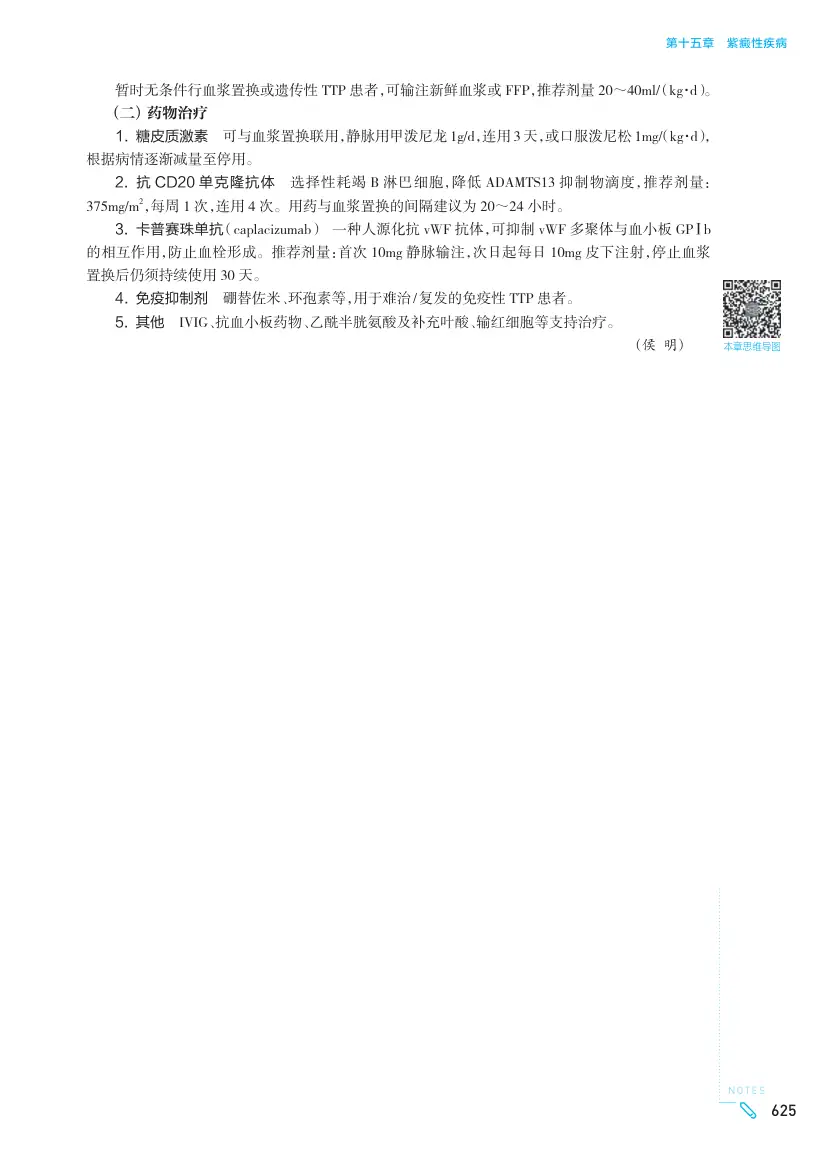 第十五章 紫癜性疾病
暂时无条件行血浆置换或遗传性 TTP 患者，可输注新鲜血浆或 FFP，推荐剂量 20～40ml/（kg·d）。
（二）药物治疗
1. 糖皮质激素 可与血浆置换联用，静脉用甲泼尼龙 1g/d，连用 3 天，或口服泼尼松 1mg/（kg·d），
根据病情逐渐减量至停用。
2. 抗 CD20 单克隆抗体 选择性耗竭 B 淋巴细胞，降低 ADAMTS13 抑制物滴度，推荐剂量：
375mg/m²，每周 1 次，连用 4 次。用药与血浆置换的间隔建议为 20～24 小时。
3. 卡普赛珠单抗（caplacizumab） 一种人源化抗 vWF 抗体，可抑制 vWF 多聚体与血小板 GPⅠb
的相互作用，防止血栓形成。推荐剂量：首次 10mg 静脉输注，次日起每日 10mg 皮下注射，停止血浆
置换后仍须持续使用 30 天。
4. 免疫抑制剂 硼替佐米、环孢素等，用于难治/复发的免疫性 TTP 患者。
5. 其他 IVIG、抗血小板药物、乙酰半胱氨酸及补充叶酸、输红细胞等支持治疗。
（侯 明）
本章思维导图
NOTES
625